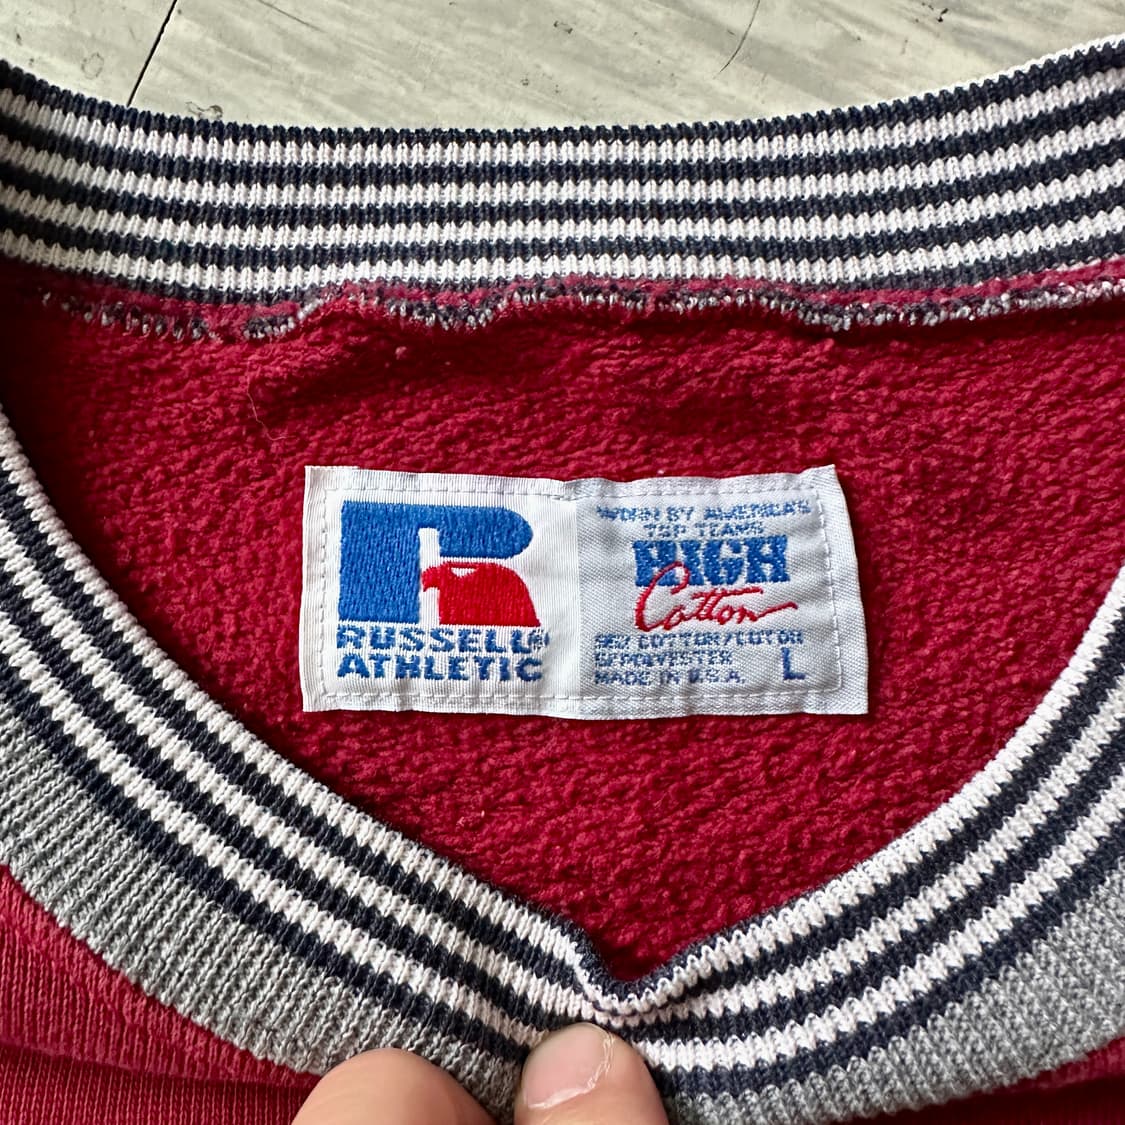 RUSSELL®
ATHLETIC
WORN BY AMERICA'S
TOP TEAMS
HIGH
Cotton
COTTON/COTON
POLYESTER
MADE IN U.S.A.
L